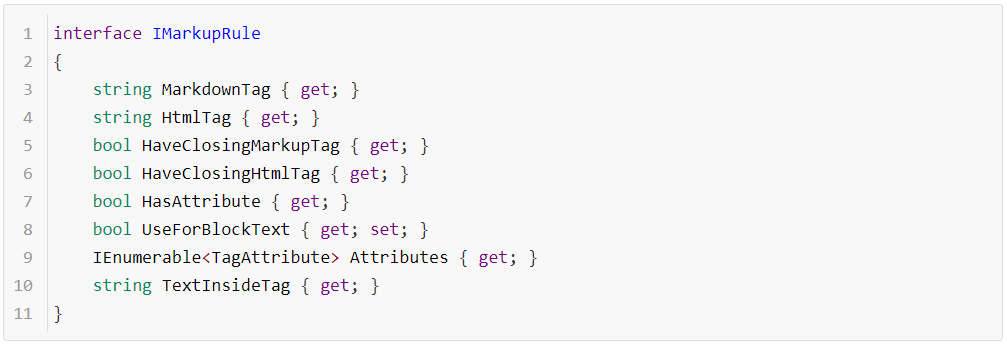 1 interface IMarkupRule
2 {
3     string MarkdownTag { get; }
4     string HtmlTag { get; }
5     bool HaveClosingMarkupTag { get; }
6     bool HaveClosingHtmlTag { get; }
7     bool HasAttribute { get; }
8     bool UseForBlockText { get; set; }
9     IEnumerable<TagAttribute> Attributes { get; }
10     string TextInsideTag { get; }
11 }